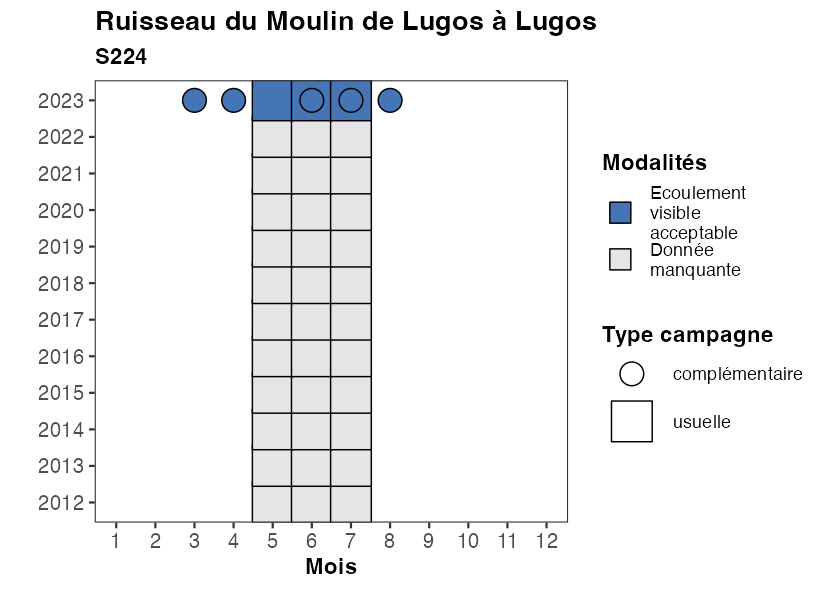 Ruisseau du Moulin de Lugos à Lugos
S224
2023
2022
2021
2020
2019
2018
2017
2016
2015
2014
2013
2012
1 2 3 4 5 6 7 8 9 10 11 12
Mois
Modalités
Ecoulement
visible
acceptable
Donnée
manquante
Type campagne
complémentaire
usuelle